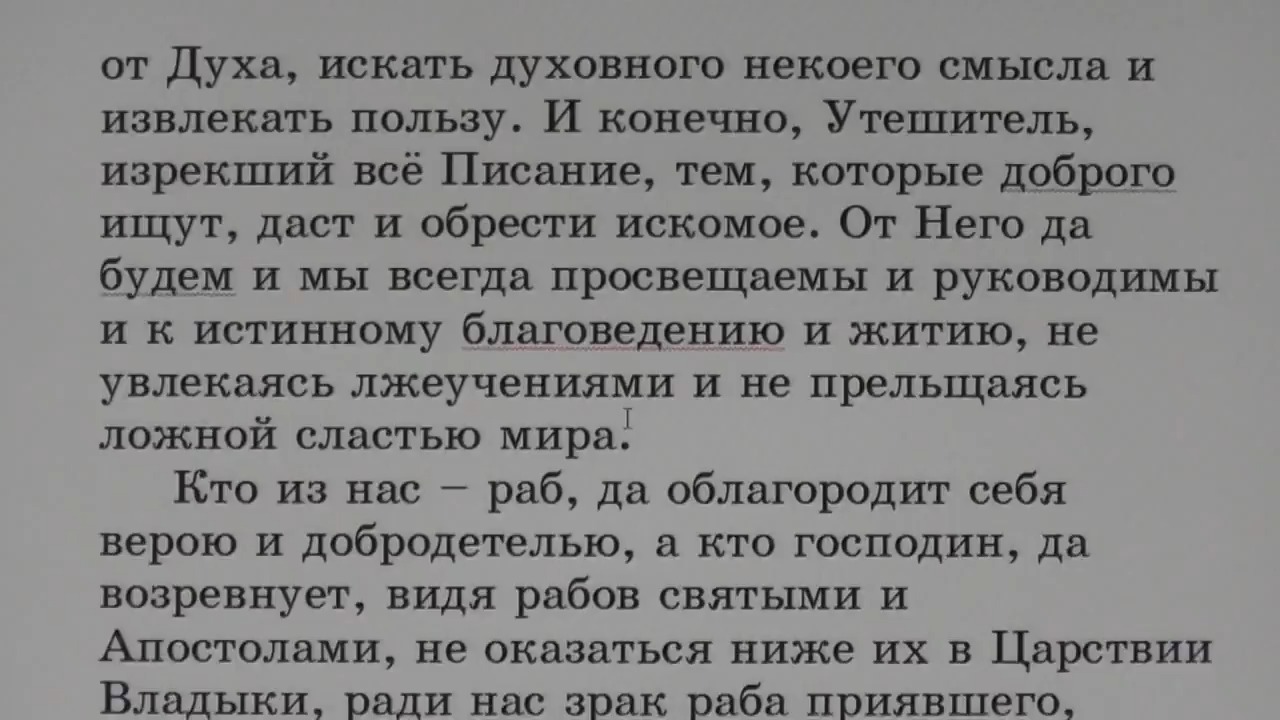 от Духа, искать духовного некоего смысла и
извлекать пользу. И конечно, Утешитель,
изрекший всё Писание, тем, которые доброго
ищут, даст и обрести искомое. От Него да
будем и мы всегда просвещаемы и руководимы
и к истинному благоведению и житию, не
увлекаясь лжеучениями и не прельщаясь
ложной сластью мира.
Кто из нас – раб, да облагородит себя
верою и добродетелью, а кто господин, да
возревнует, видя рабов святыми и
Апостолами, не оказаться ниже их в Царствии
Владыки, ради нас зрак раба приявшего,